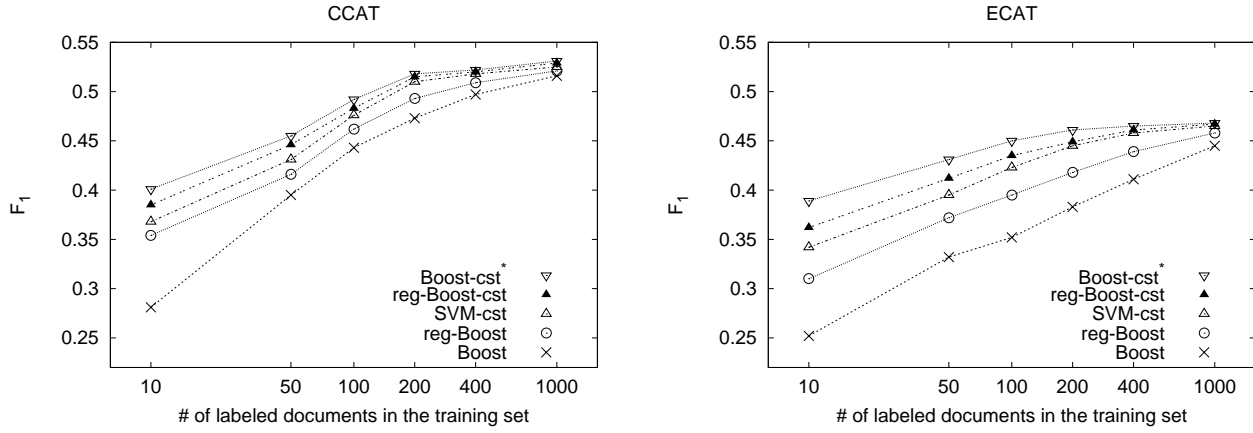 CCAT
0.55
0.5
0.45
0.4
0.35
0.3
0.25
F1
Boost-cst*
reg-Boost-cst
SVM-cst
reg-Boost
Boost
10 50 100 200 400 1000
# of labeled documents in the training set
ECAT
0.55
0.5
0.45
0.4
0.35
0.3
0.25
F1
Boost-cst*
reg-Boost-cst
SVM-cst
reg-Boost
Boost
10 50 100 200 400 1000
# of labeled documents in the training set